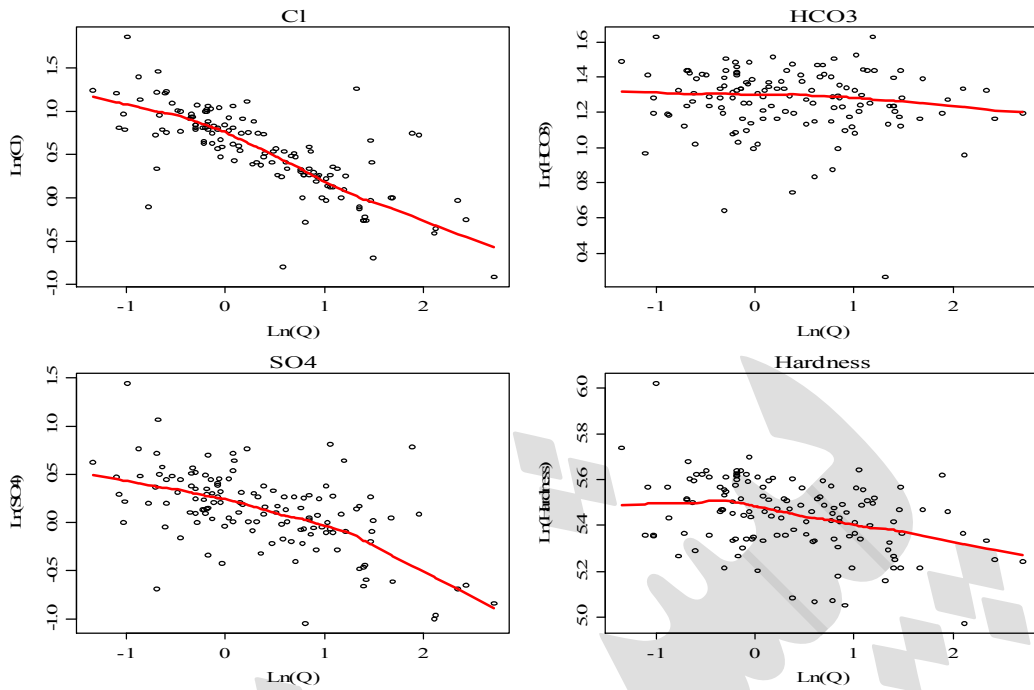 Cl
Ln(Cl)
1.5
1.0
0.5
0.0
-0.5
-1.0
-1 0 1 2
Ln(Q)
HCO3
Ln(HCO3)
1.6
1.4
1.2
1.0
0.8
0.6
0.4
-1 0 1 2
Ln(Q)
SO4
Ln(SO4)
1.5
1.0
0.5
0.0
-0.5
-1.0
-1 0 1 2
Ln(Q)
Hardness
Ln(Hardness)
6.0
5.8
5.6
5.4
5.2
5.0
-1 0 1 2
Ln(Q)